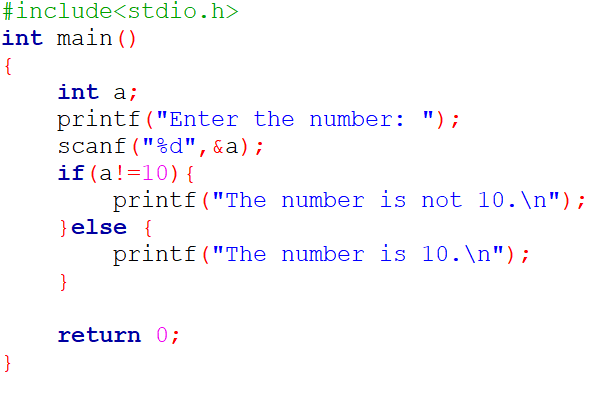 #include<stdio.h>
int main()
{
    int a;
    printf("Enter the number: ");
    scanf("%d",&a);
    if(a!=10){
        printf("The number is not 10.\n");
    }else {
        printf("The number is 10.\n");
    }

    return 0;
}